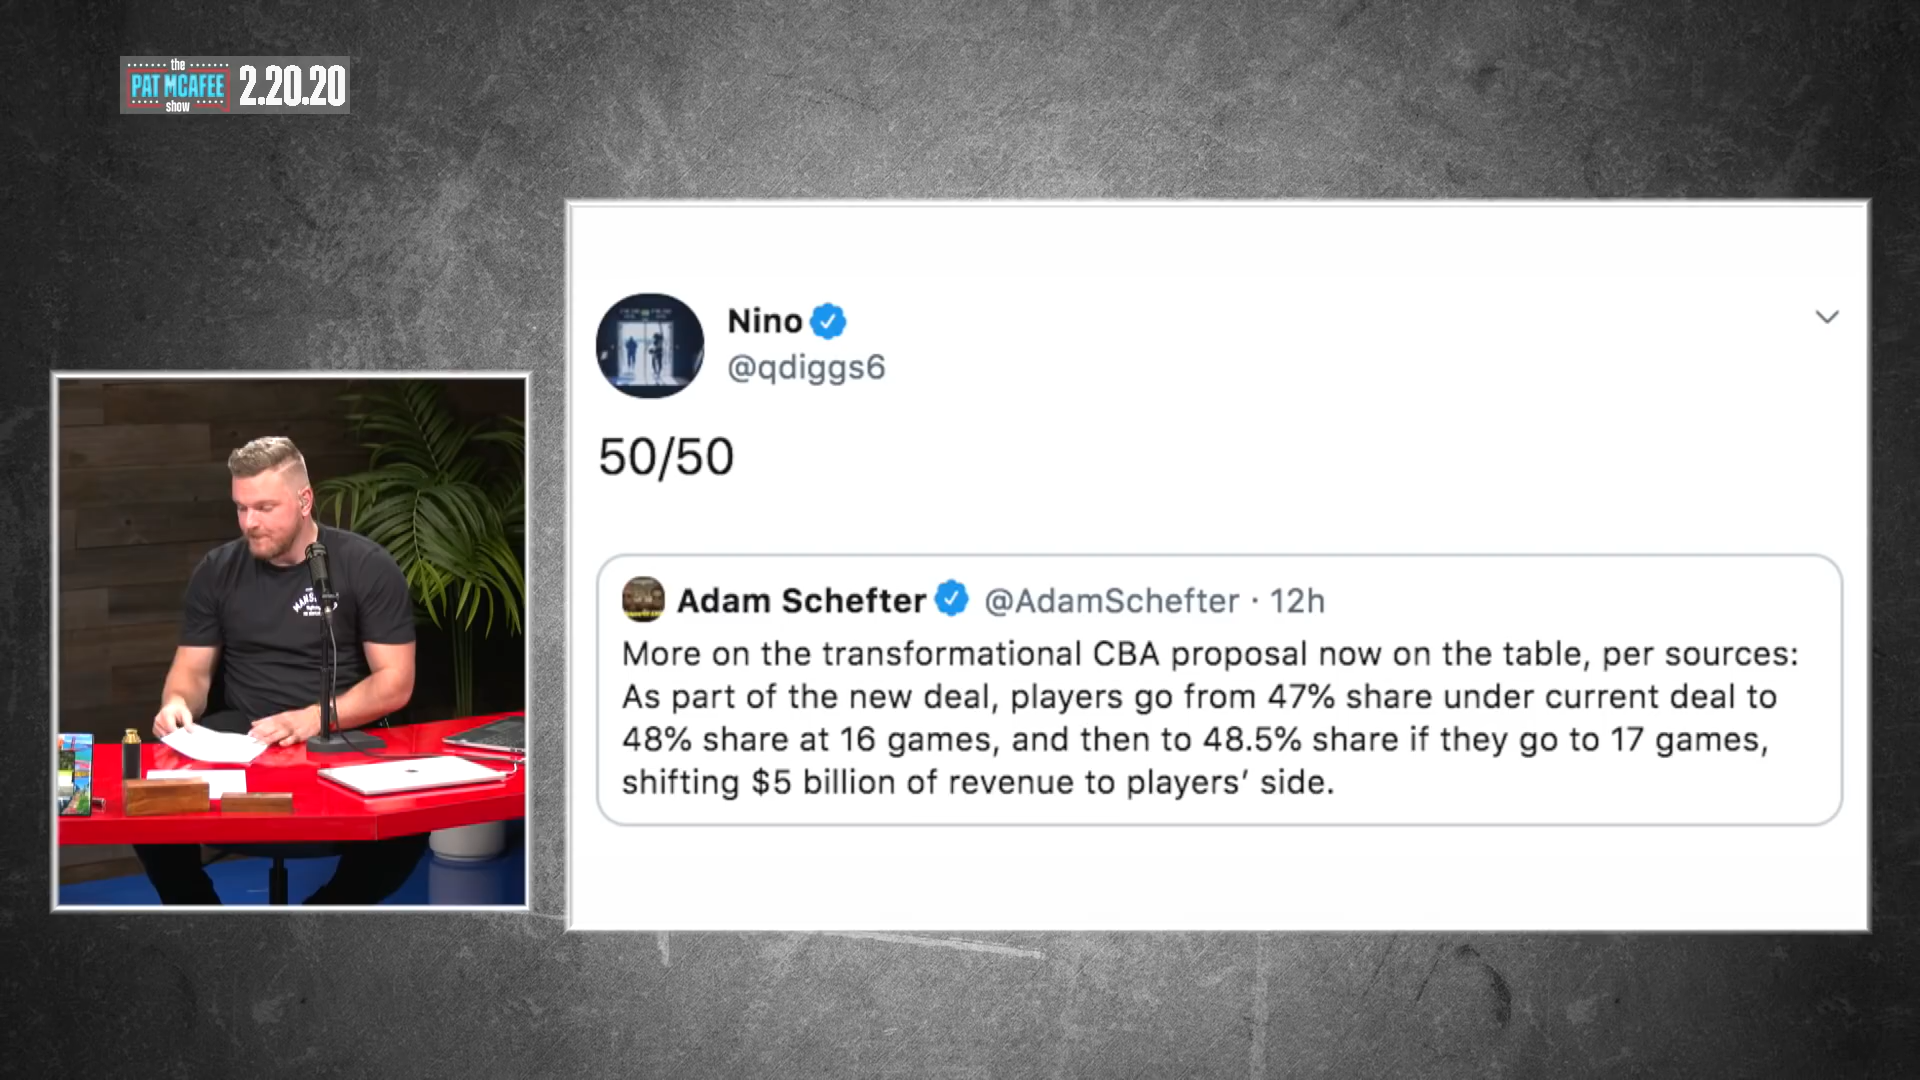 the
PAT MCAFEE
show
2.20.20
Nino
@qdiggs6
50/50
Adam Schefter @AdamSchefter · 12h
More on the transformational CBA proposal now on the table, per sources:
As part of the new deal, players go from 47% share under current deal to
48% share at 16 games, and then to 48.5% share if they go to 17 games,
shifting $5 billion of revenue to players’ side.